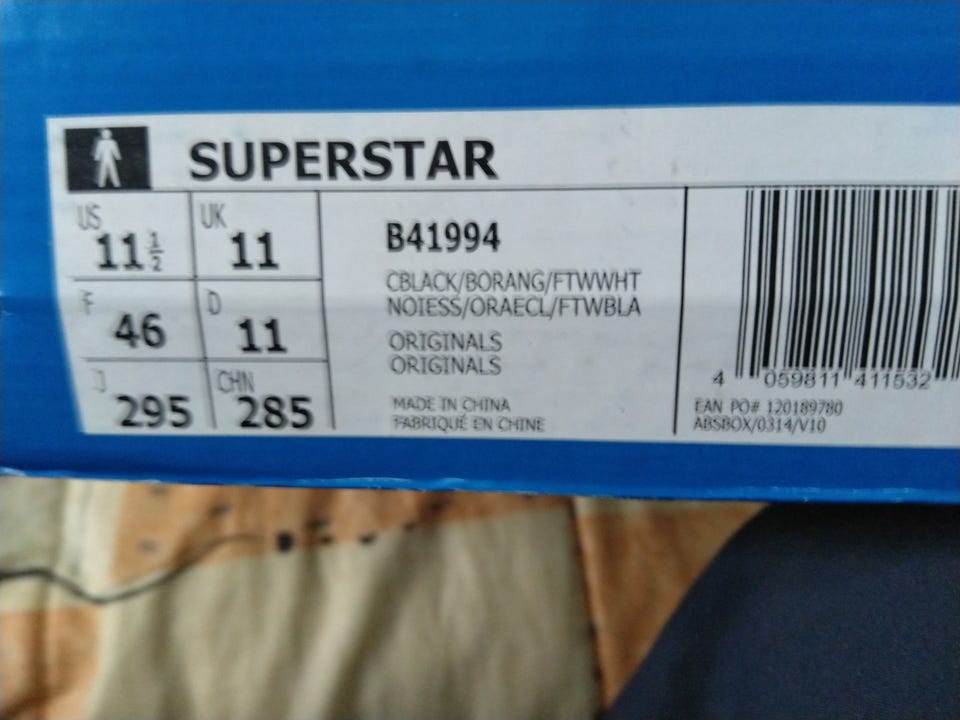 SUPERSTAR
US 11 1/2 UK 11
F 46 D 11
J 295 CHN 285
B41994
CBLACK/BORANG/FTWWHT
NOIESS/ORAECL/FTWBLA
ORIGINALS
ORIGINALS
MADE IN CHINA
FABRIQUÉ EN CHINE
4 059811 411532
EAN PO# 120189780
ABSBOX/0314/V10